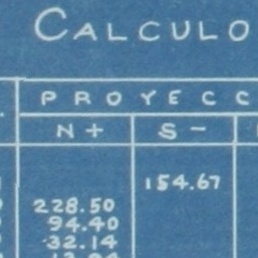 CALCULO
PROYECC
N + S -
154.67
228.50
94.40
32.14